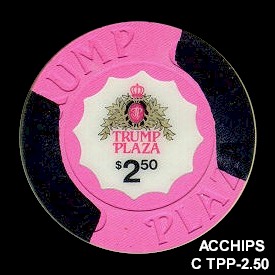 TRUMP
PLAZA
$2.50
UMP
PLAZ
ACCHIPS
C TPP-2.50